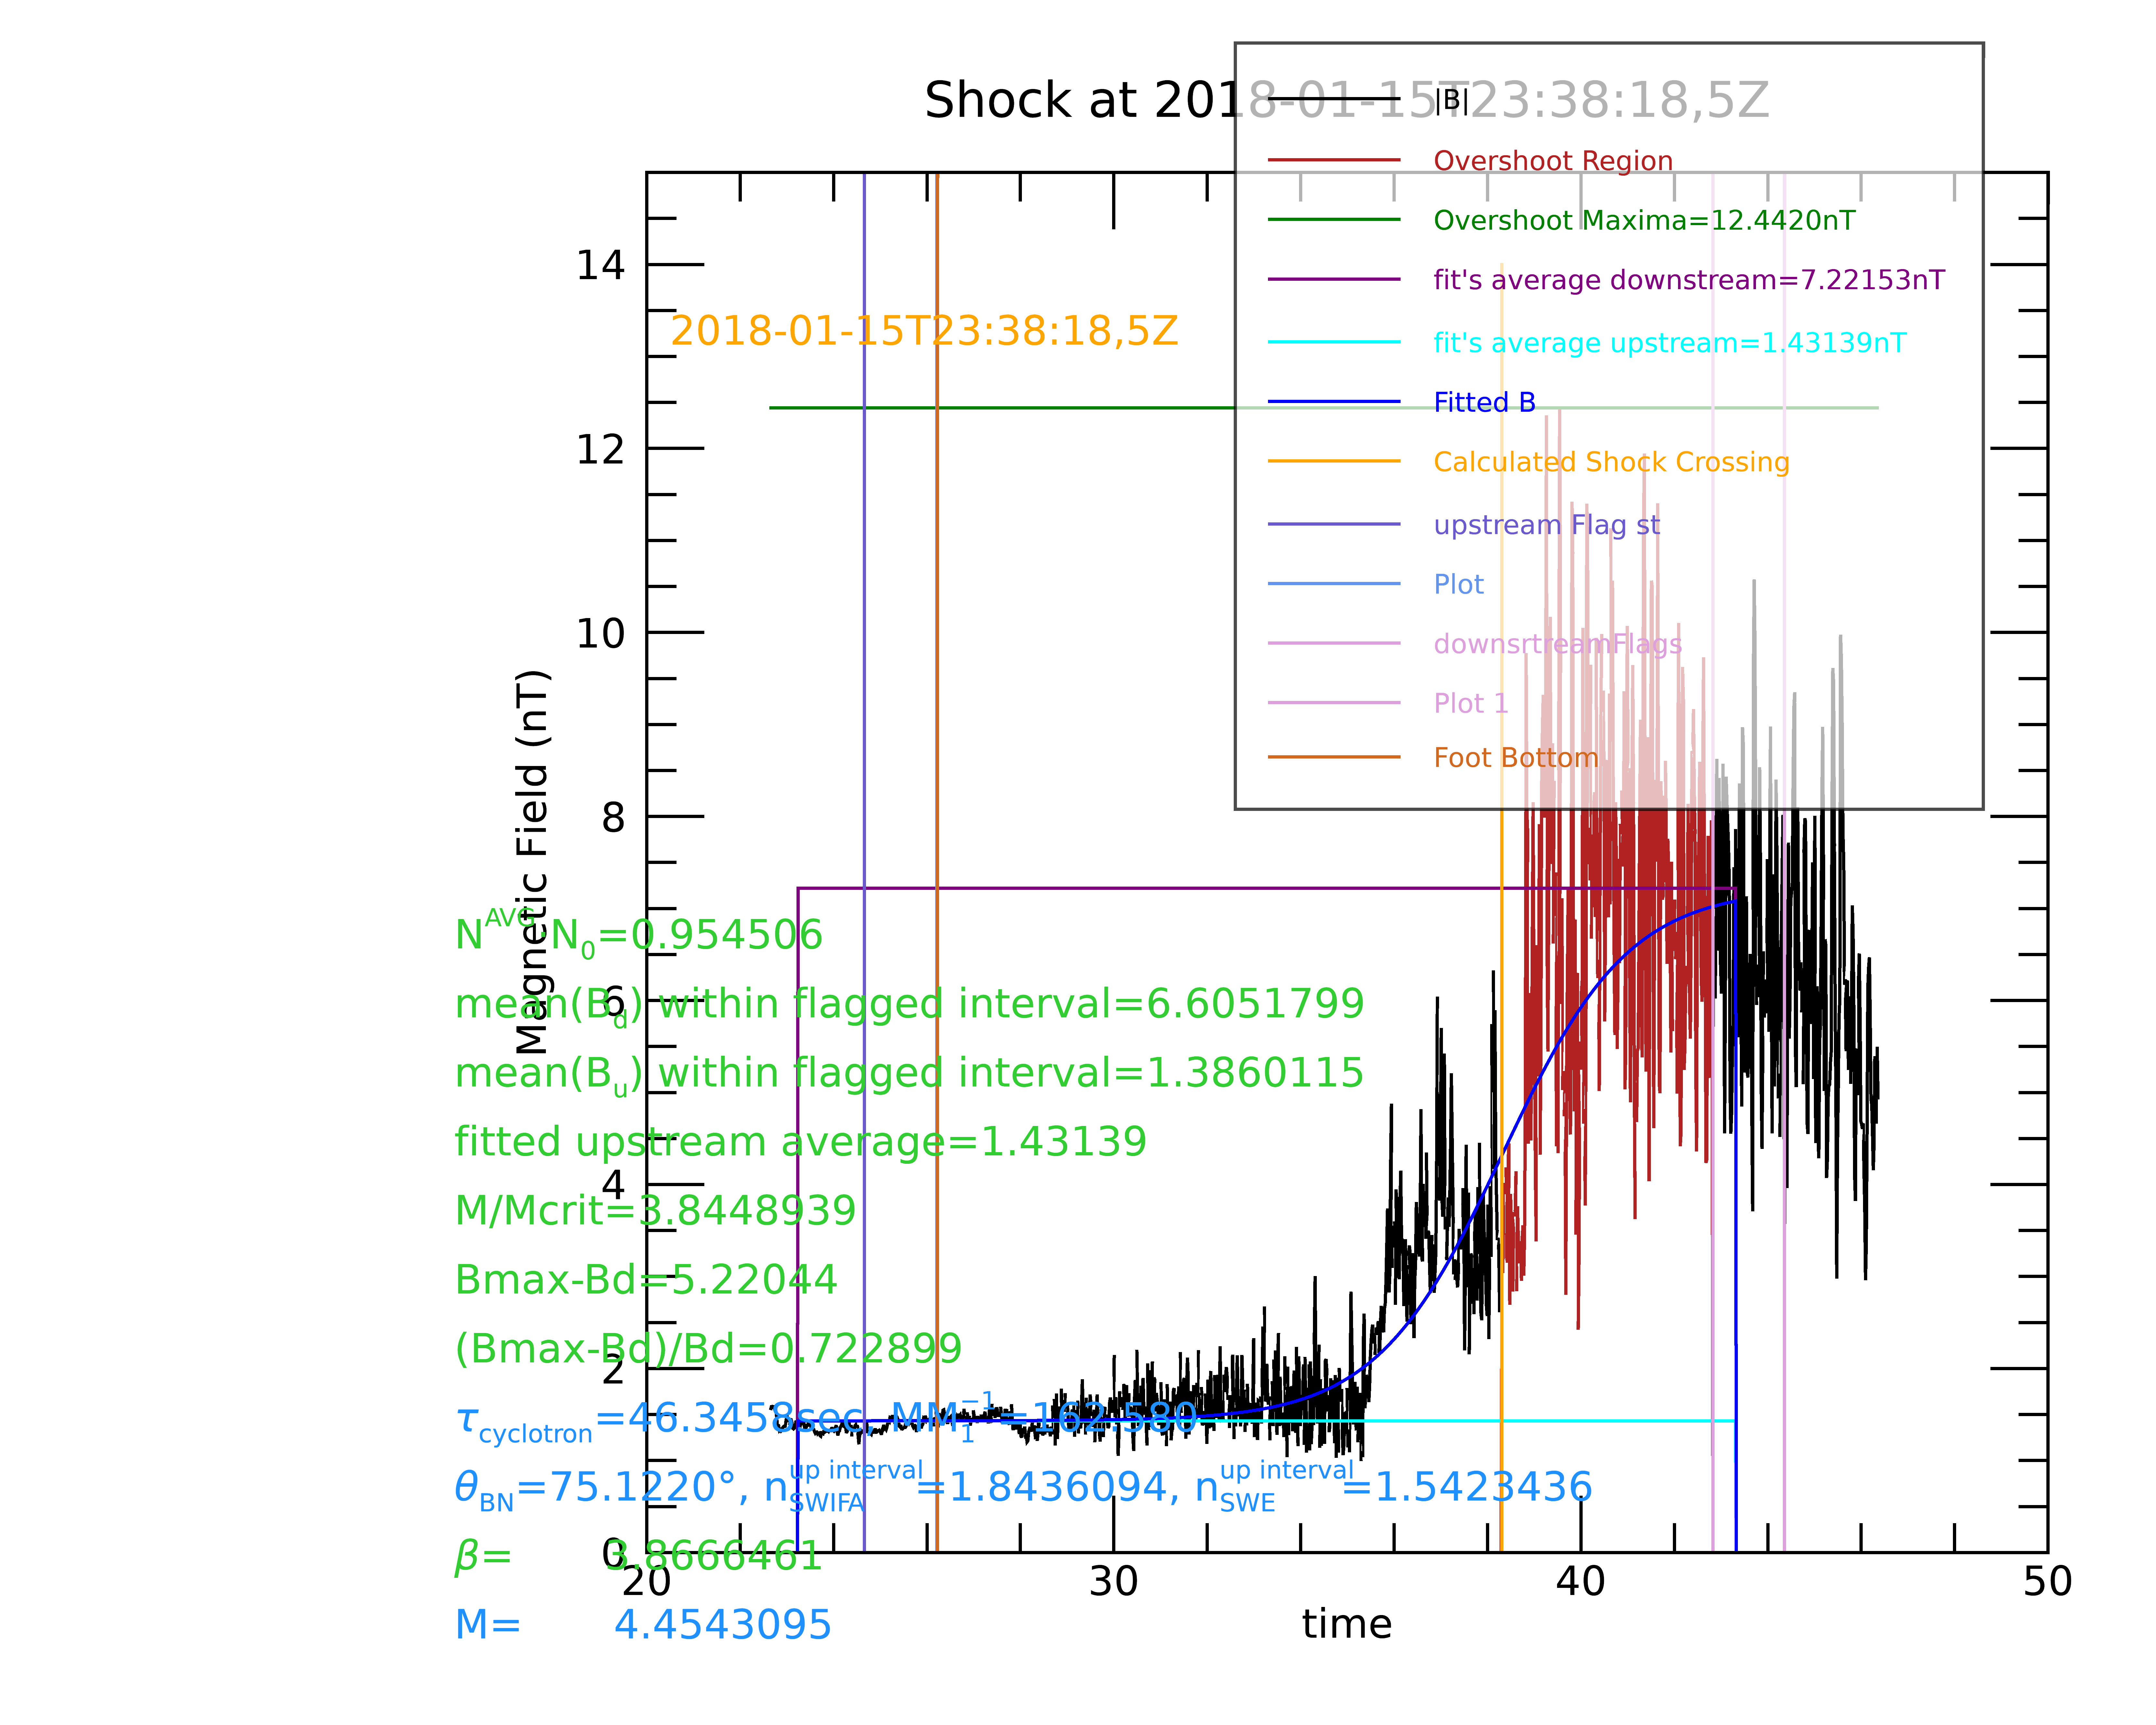 Shock at 2018-01-15T23:38:18,5Z
|B|
Overshoot Region
Overshoot Maxima=12.4420nT
fit's average downstream=7.22153nT
fit's average upstream=1.43139nT
Fitted B
Calculated Shock Crossing
upstream Flag st
Plot
downsrtreamFlags
Plot 1
Foot Bottom
2018-01-15T23:38:18,5Z
14
12
10
8
6
4
2
0
Magnetic Field (nT)
N^AVG-N_0=0.954506
mean(B_d) within flagged interval=6.6051799
mean(B_u) within flagged interval=1.3860115
fitted upstream average=1.43139
M/Mcrit=3.8448939
Bmax-Bd=5.22044
(Bmax-Bd)/Bd=0.722899
τ_cyclotron=46.3458sec, MM_1^−1=162.580
θ_BN=75.1220°, n_SWIFA^up interval=1.8436094, n_SWE^up interval=1.5423436
β= 3.8666461
M= 4.4543095
20 30 40 50
time